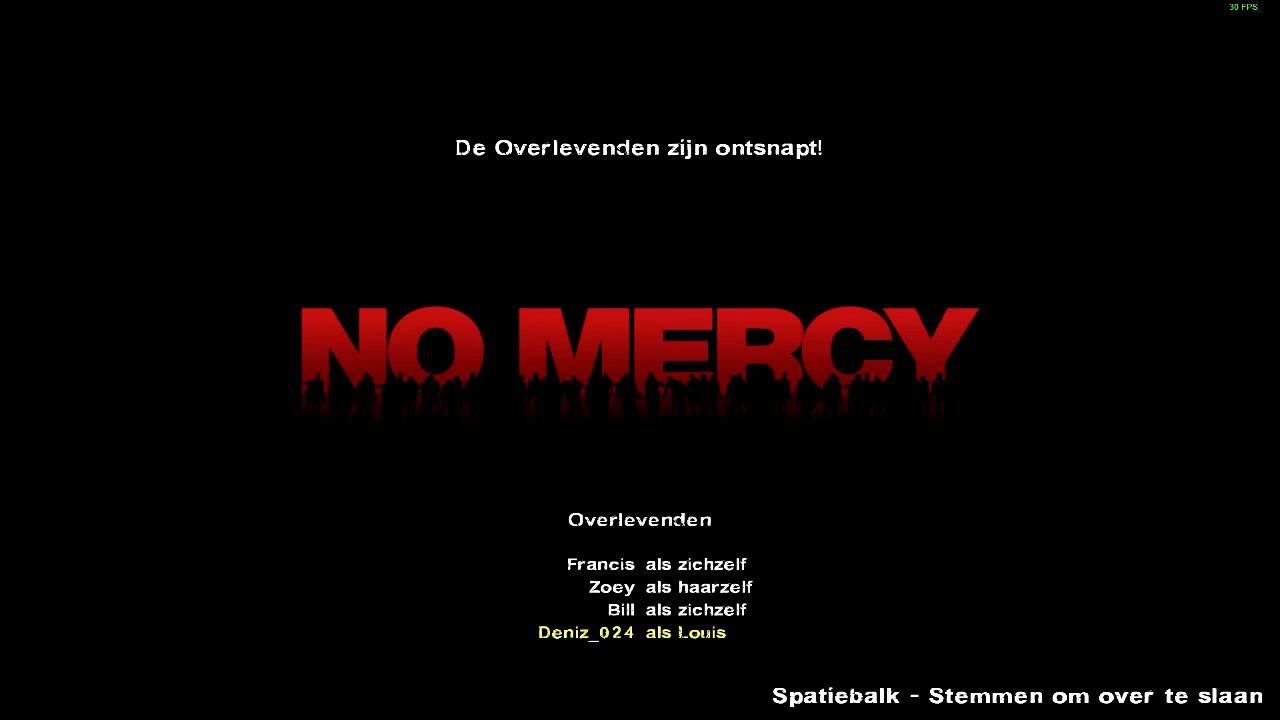 30 FPS
De Overlevenden zijn ontsnapt!
NO MERCY
Overlevenden
Francis als zichzelf
Zoey als haarzelf
Bill als zichzelf
Deniz_024 als Louis
Spatiebalk - Stemmen om over te slaan